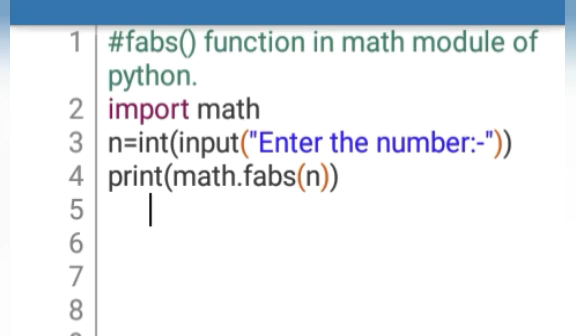 1 #fabs() function in math module of
python.
2 import math
3 n=int(input("Enter the number:-"))
4 print(math.fabs(n))
5
6
7
8